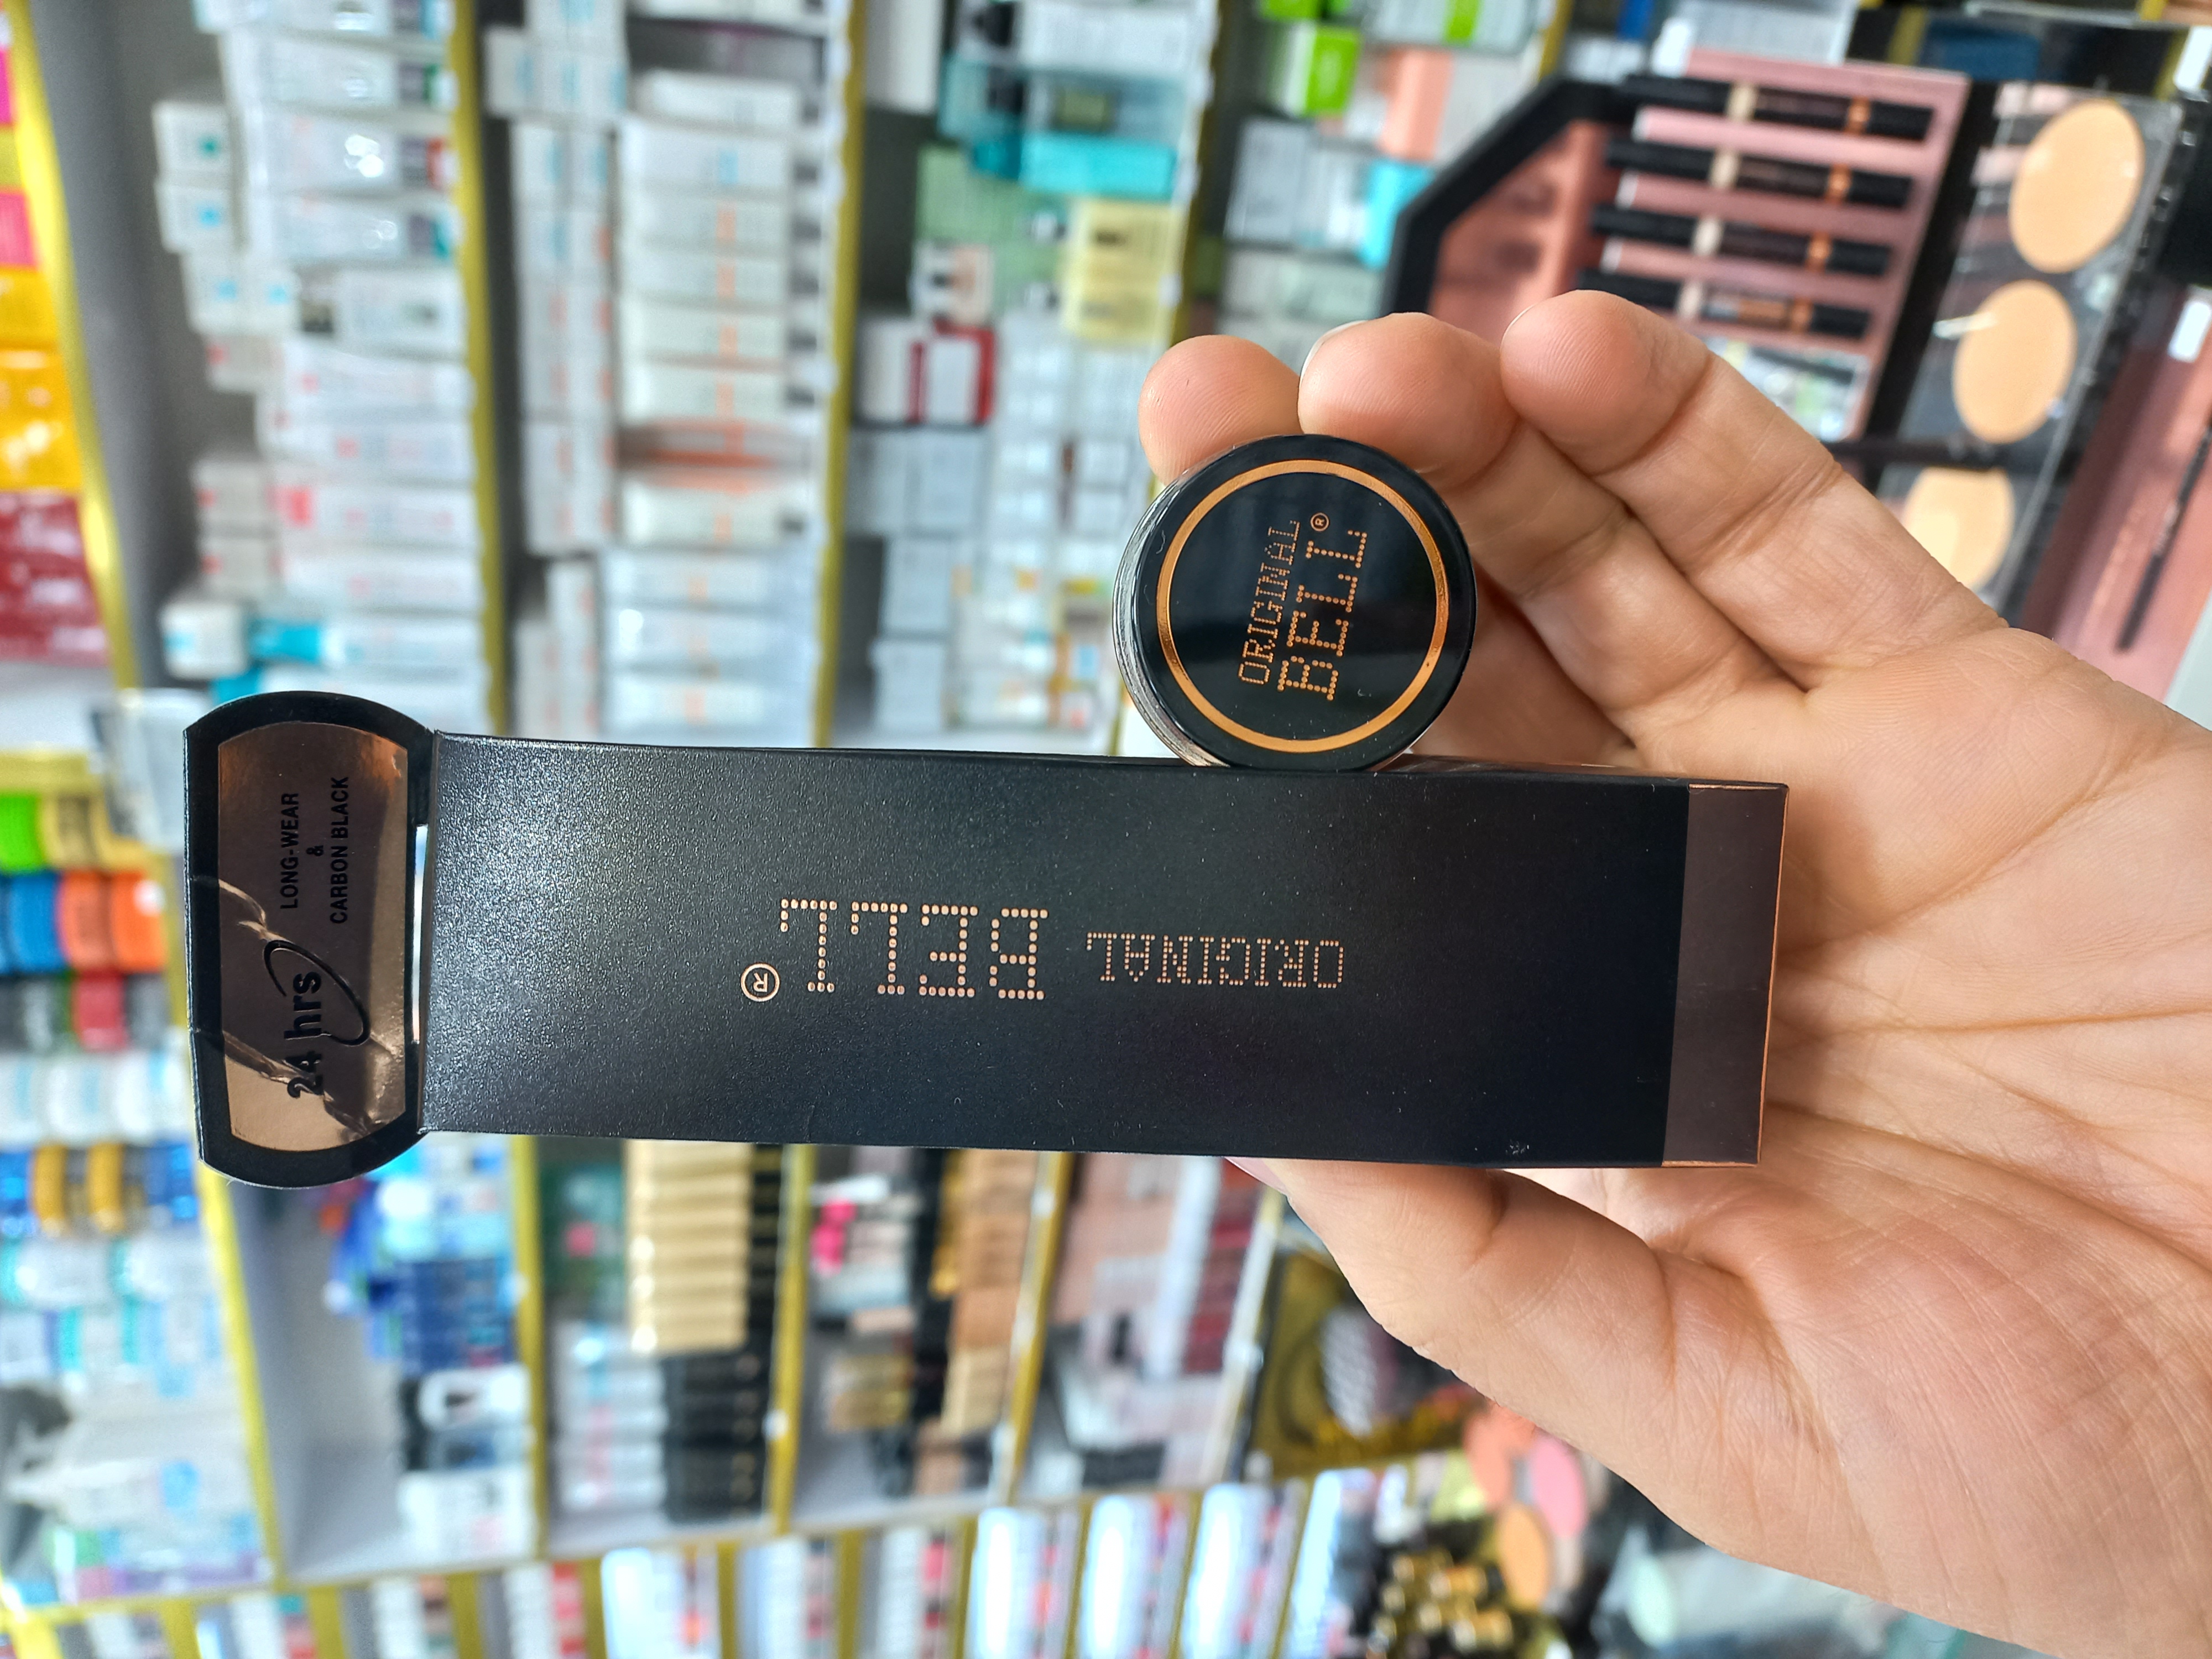 ORIGINAL
BELL®
24 hrs
LONG-WEAR
&
CARBON BLACK
ORIGINAL BELL®